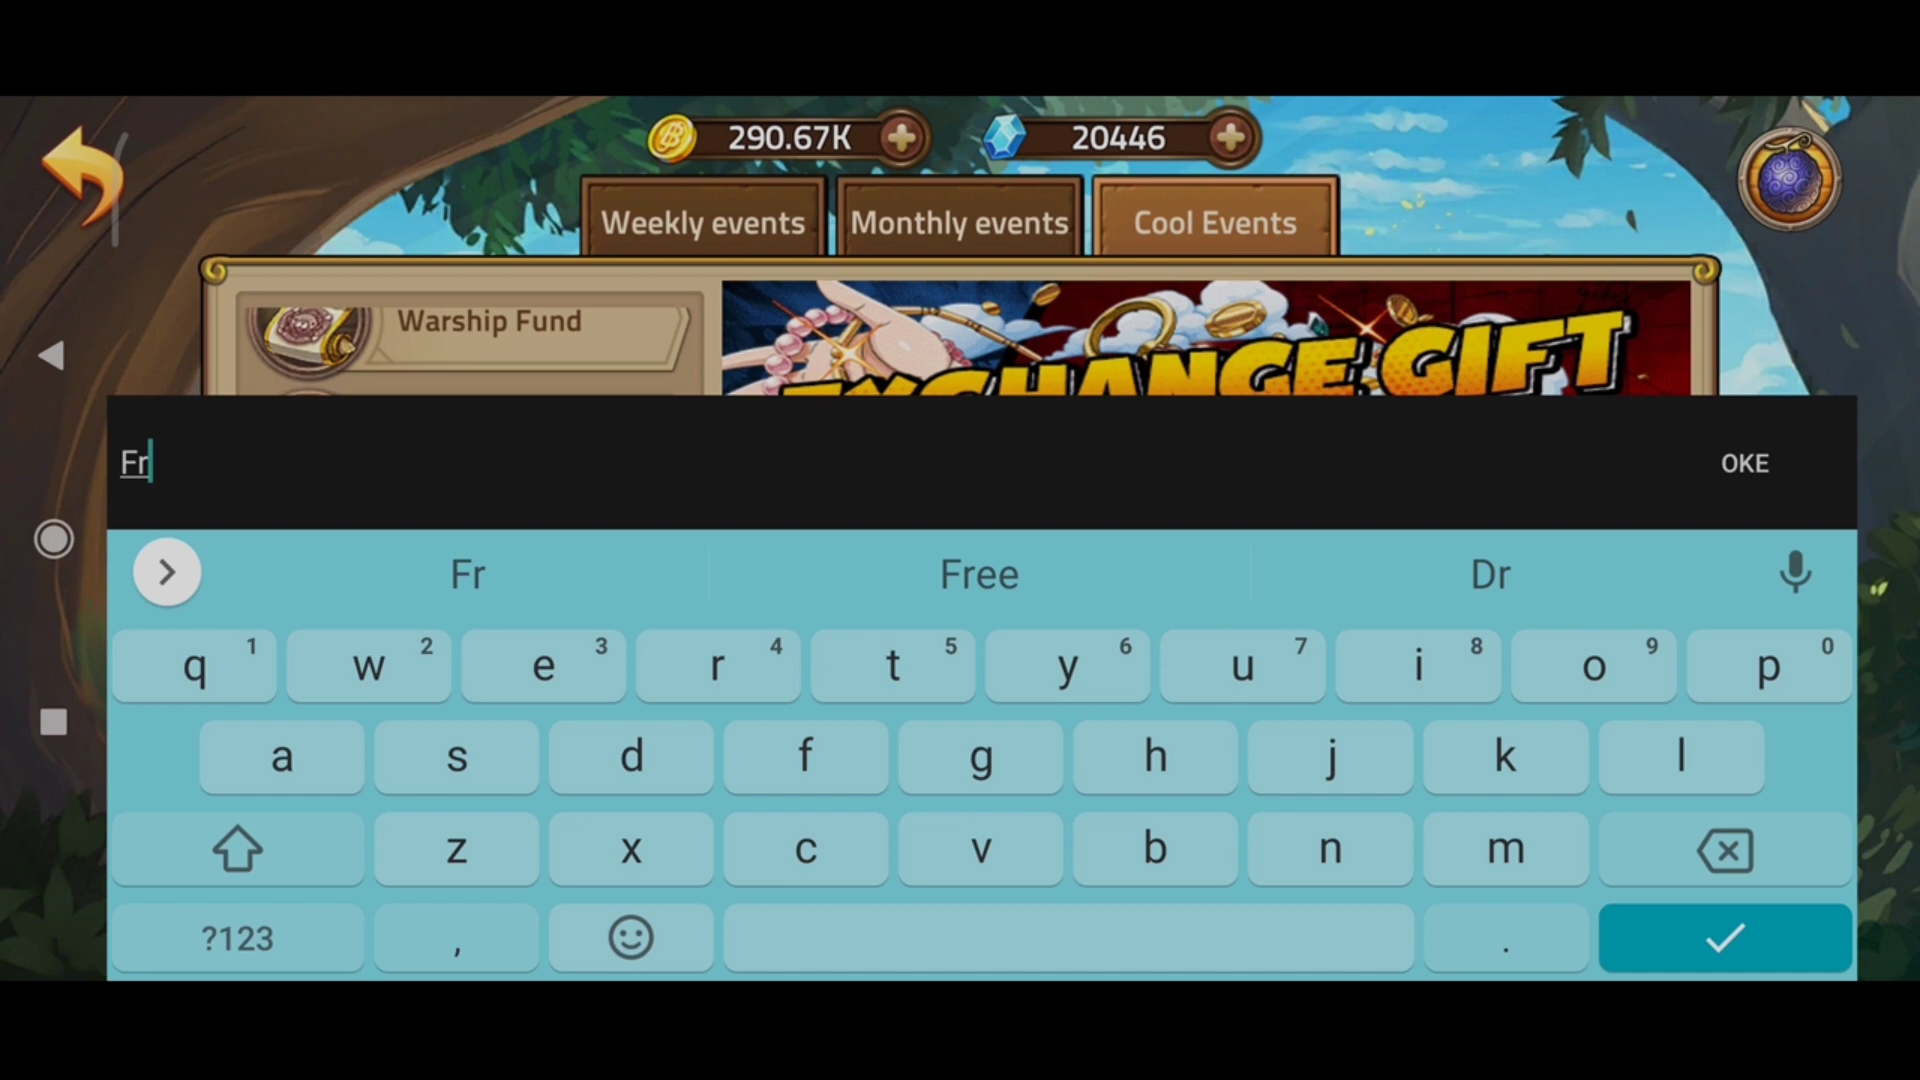 290.67K 20446
Weekly events Monthly events Cool Events
Warship Fund
EXCHANGE GIFT
Fr OKE
Fr Free Dr
q 1 w 2 e 3 r 4 t 5 y 6 u 7 i 8 o 9 p 0
a s d f g h j k l
z x c v b n m
?123 , .